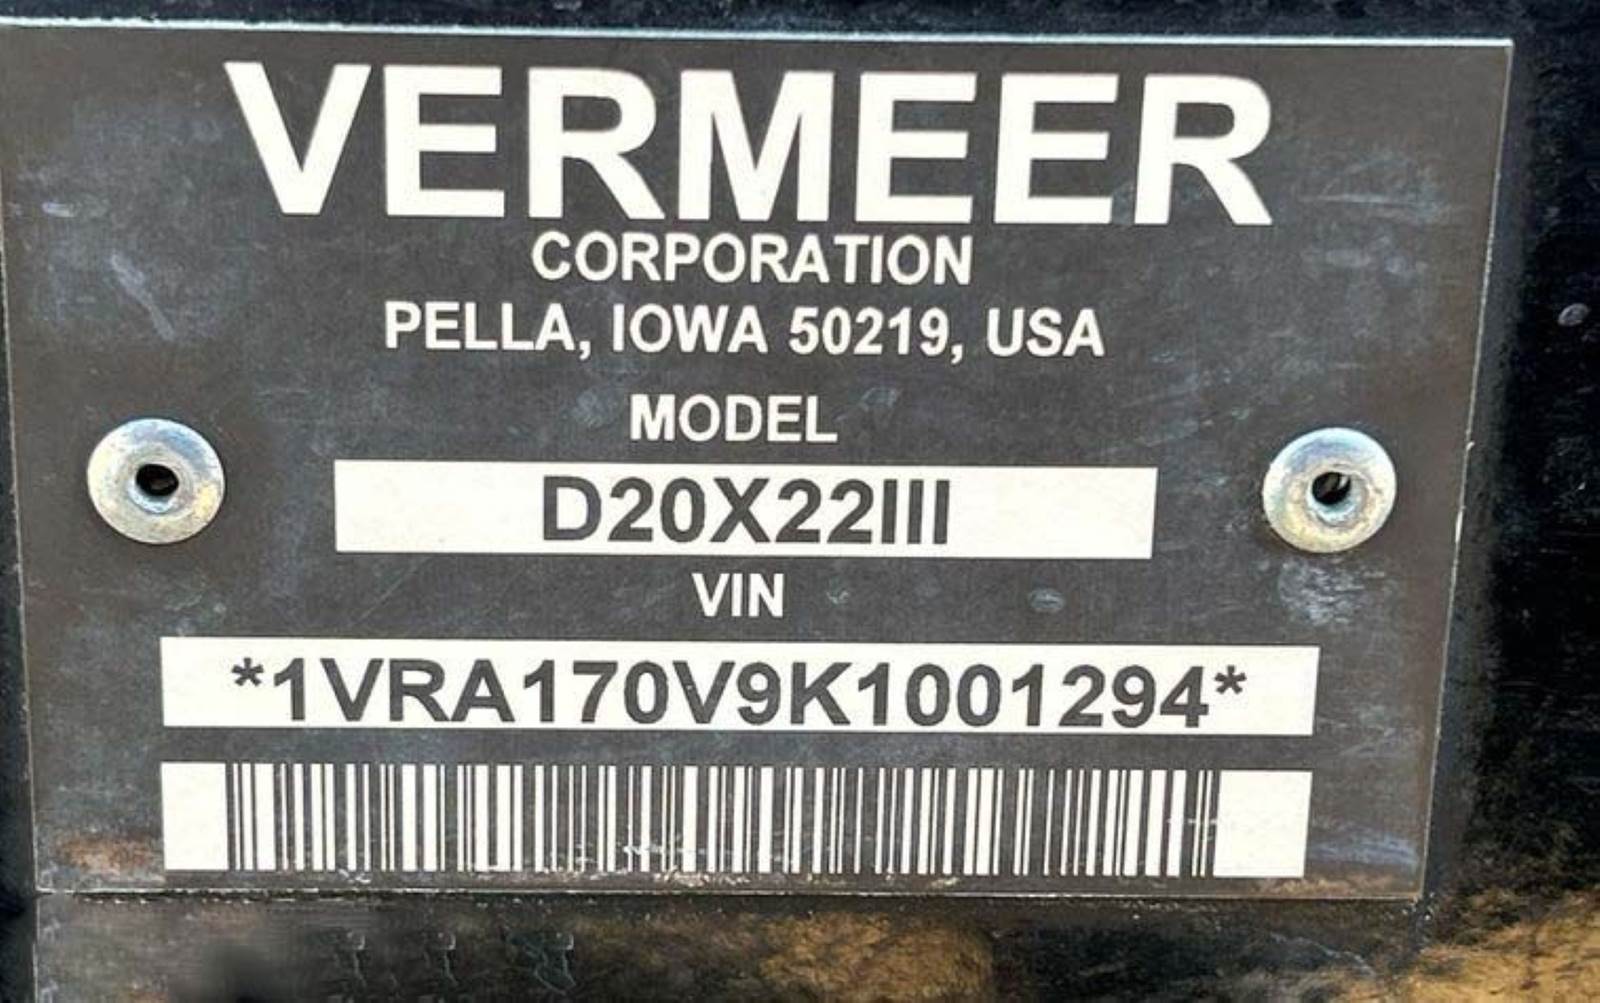 VERMEER
CORPORATION
PELLA, IOWA 50219, USA
MODEL
D20X22III
VIN
*1VRA170V9K1001294*